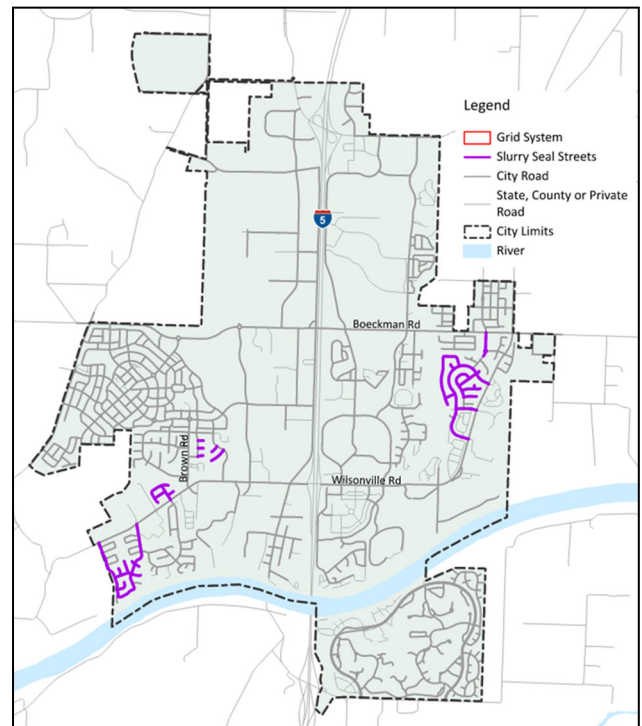 Legend
Grid System
Slurry Seal Streets
City Road
State, County or Private
Road
City Limits
River
5
Boeckman Rd
Brown Rd
Wilsonville Rd